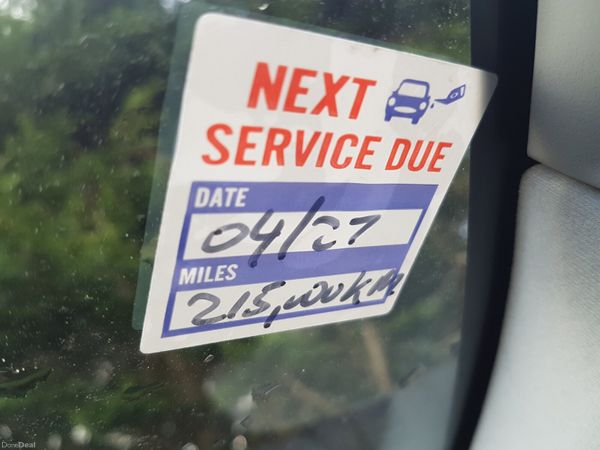 NEXT
SERVICE DUE
DATE
04/27
MILES
215,000KM
DoneDeal